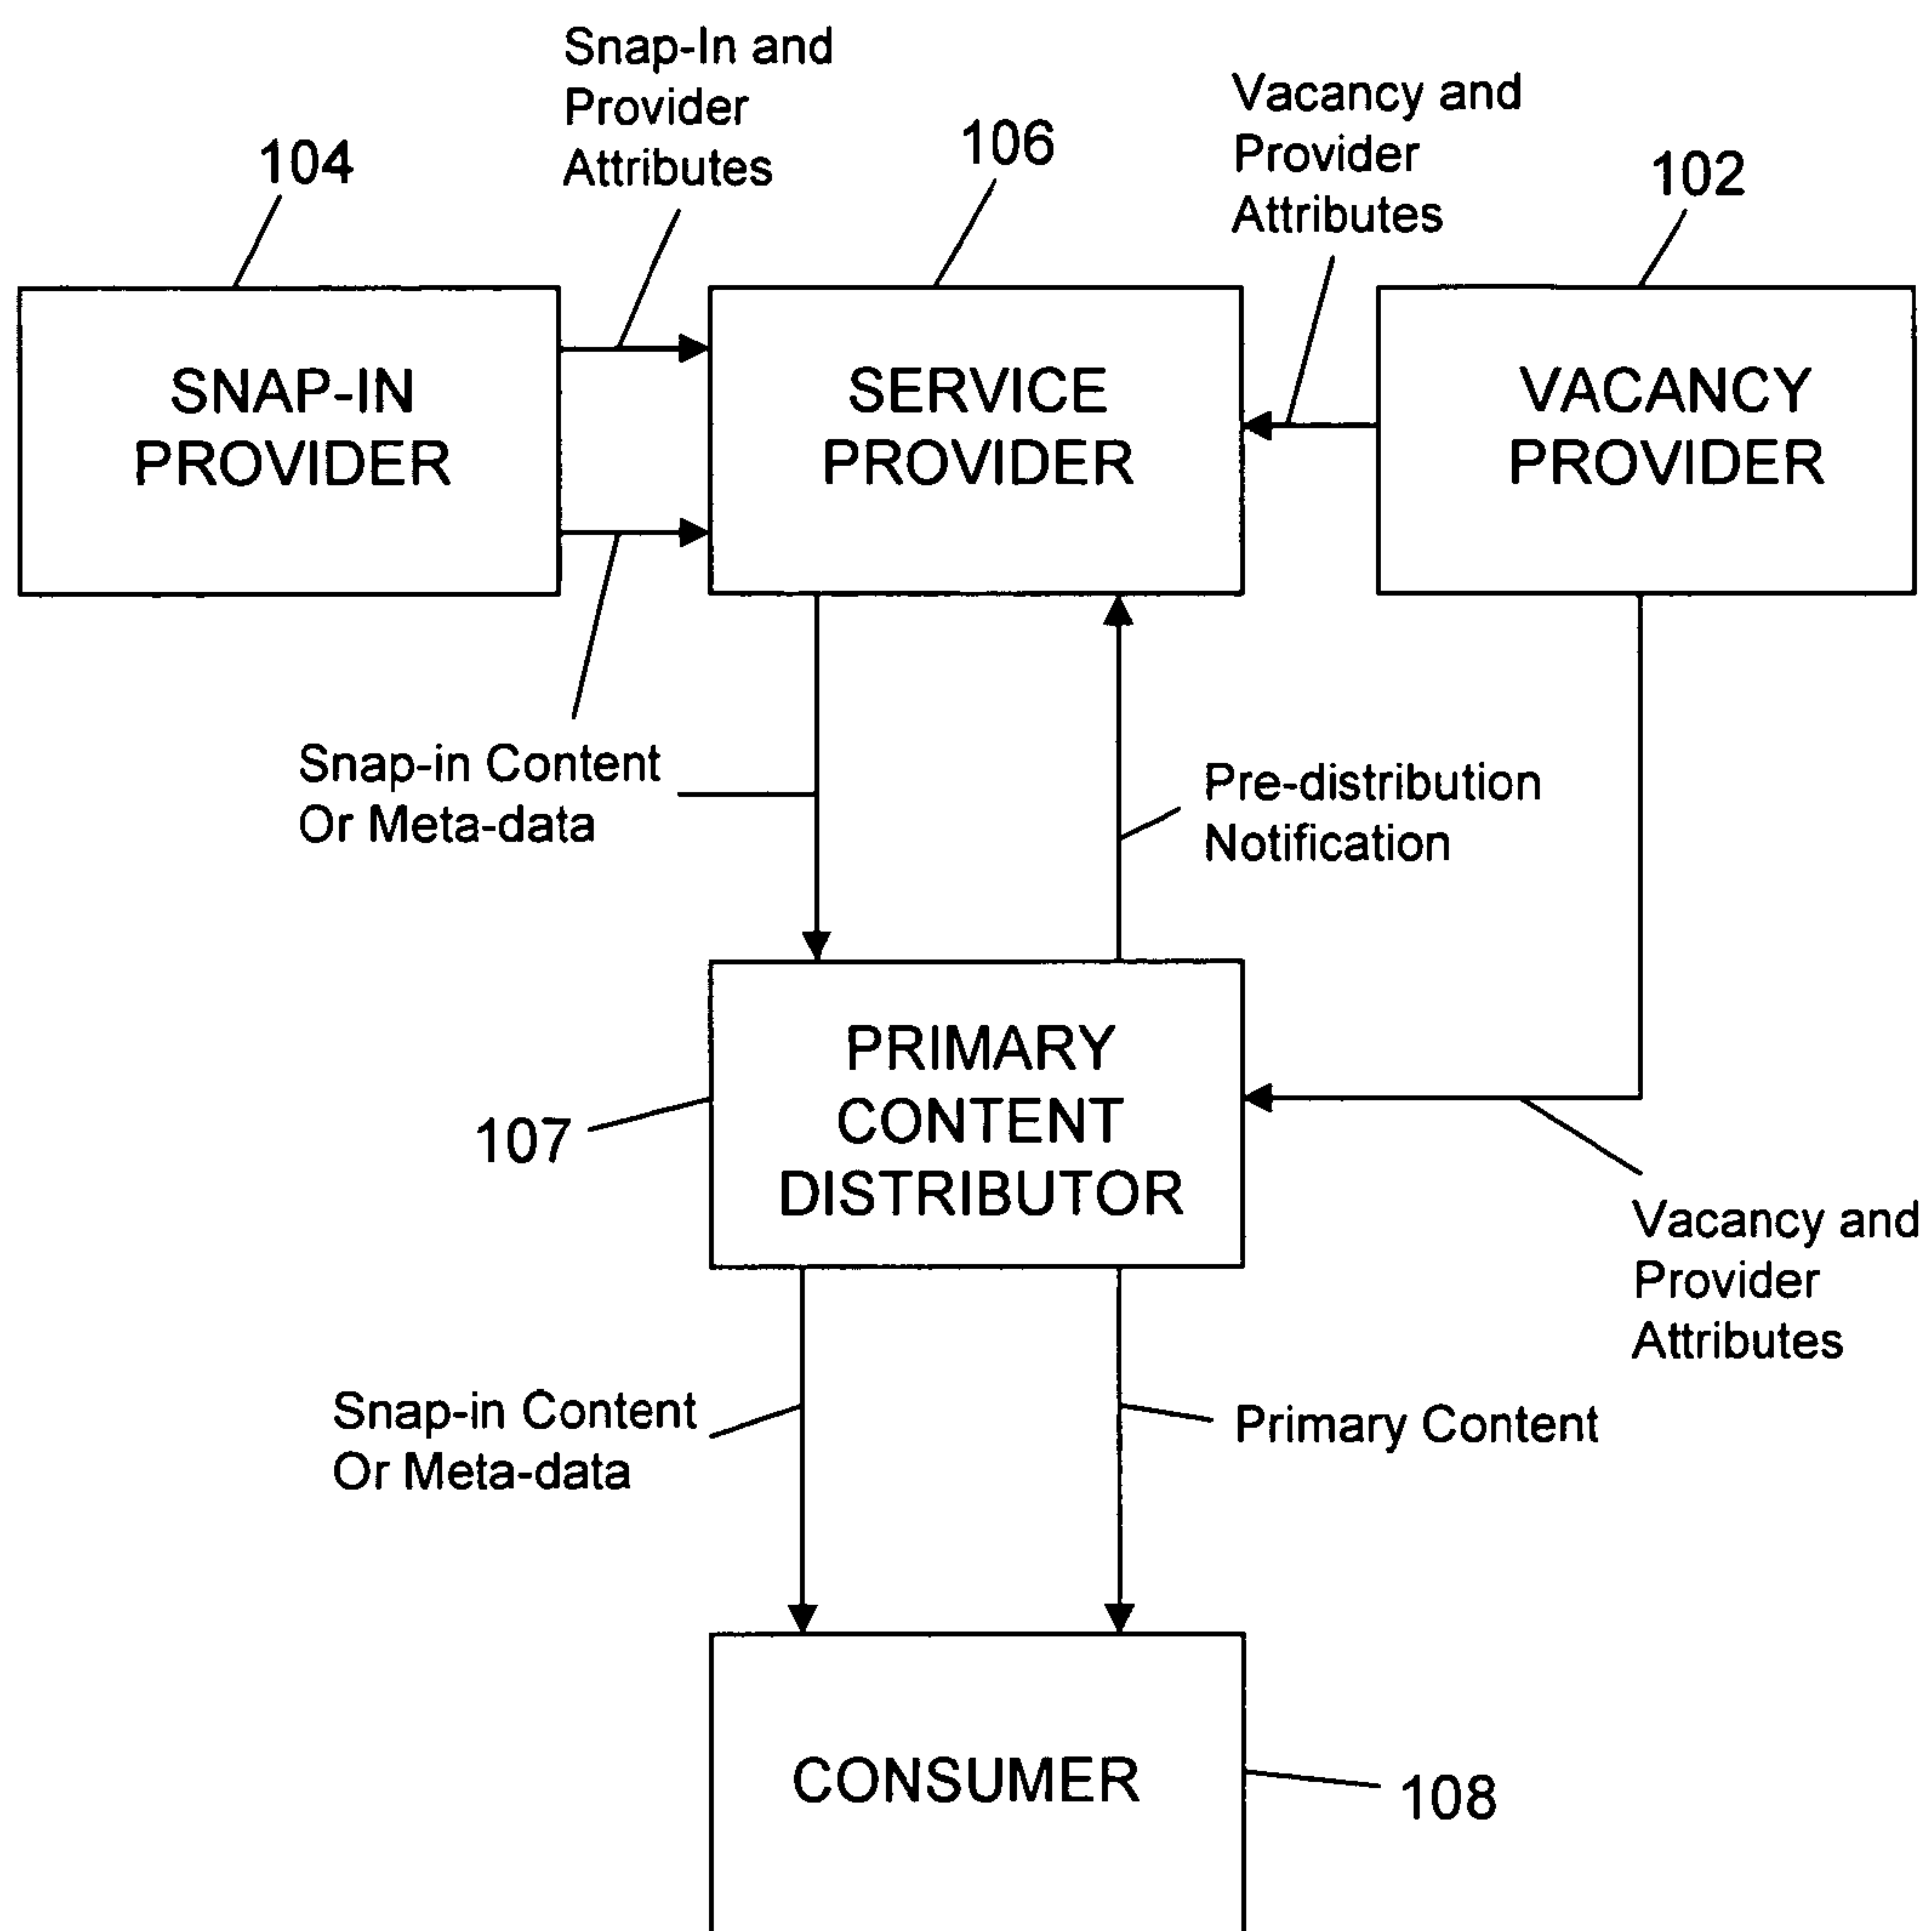 Snap-In and
Provider
Attributes
Vacancy and
Provider
Attributes
104
106
102
SNAP-IN
PROVIDER
SERVICE
PROVIDER
VACANCY
PROVIDER
Snap-in Content
Or Meta-data
Pre-distribution
Notification
PRIMARY
CONTENT
DISTRIBUTOR
107
Vacancy and
Provider
Attributes
Snap-in Content
Or Meta-data
Primary Content
CONSUMER
108